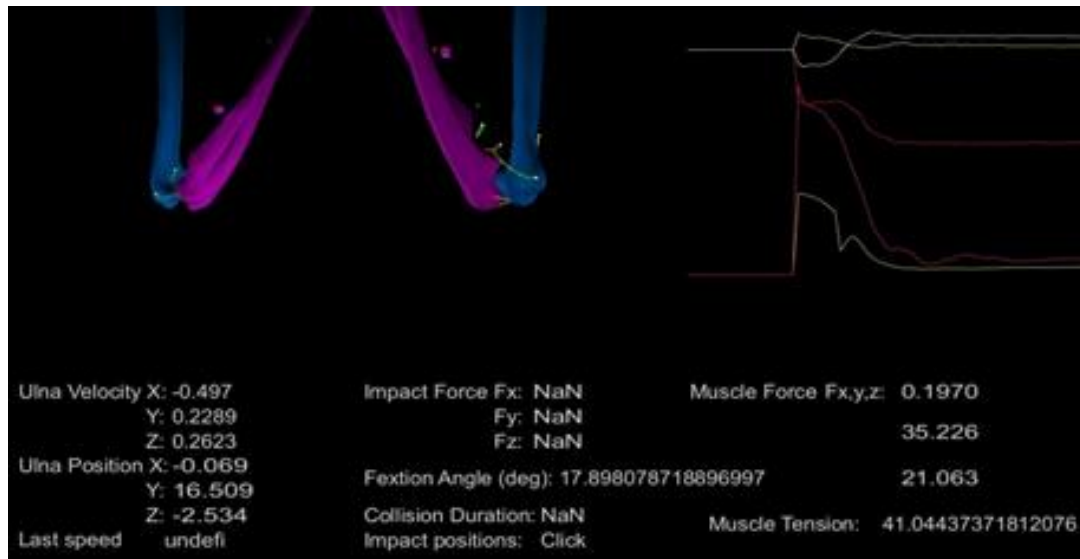 Ulna Velocity X: -0.497
Y: 0.2289
Z: 0.2623
Ulna Position X: -0.069
Y: 16.509
Z: -2.534
Last speed undefi
Impact Force Fx: NaN
Fy: NaN
Fz: NaN
Fextion Angle (deg): 17.898078718896997
Collision Duration: NaN
Impact positions: Click
Muscle Force Fx,y,z: 0.1970
35.226
21.063
Muscle Tension: 41.04437371812076